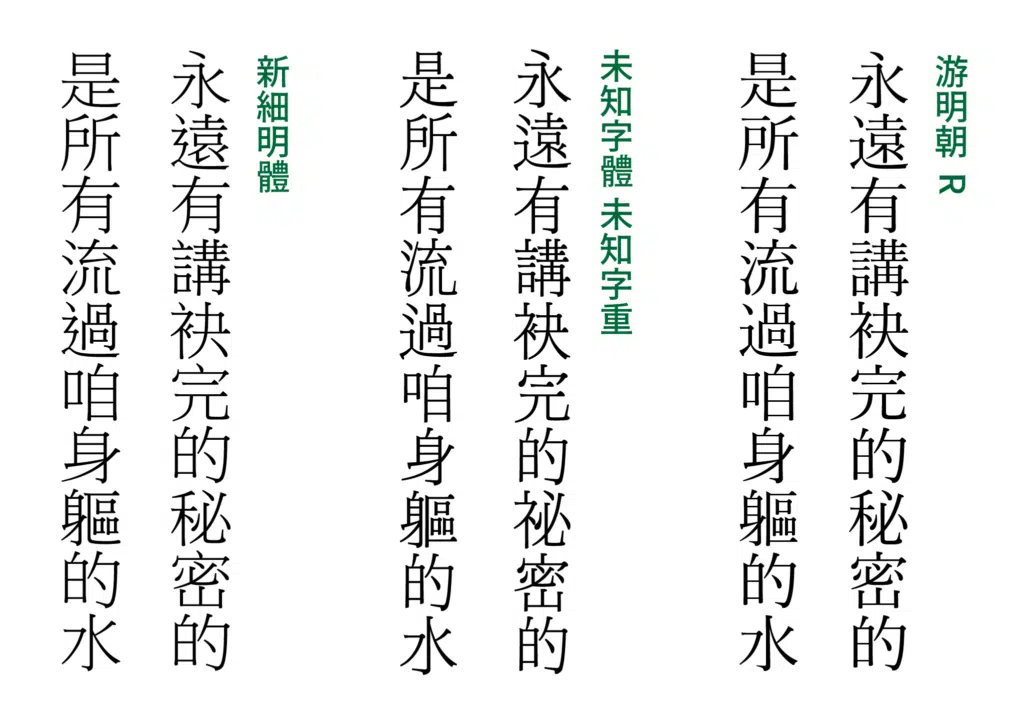 游明朝 R
永遠有講袂完的秘密的
是所有流過咱身軀的水
未知字體 未知字重
永遠有講袂完的祕密的
是所有流過咱身軀的水
新細明體
永遠有講袂完的秘密的
是所有流過咱身軀的水